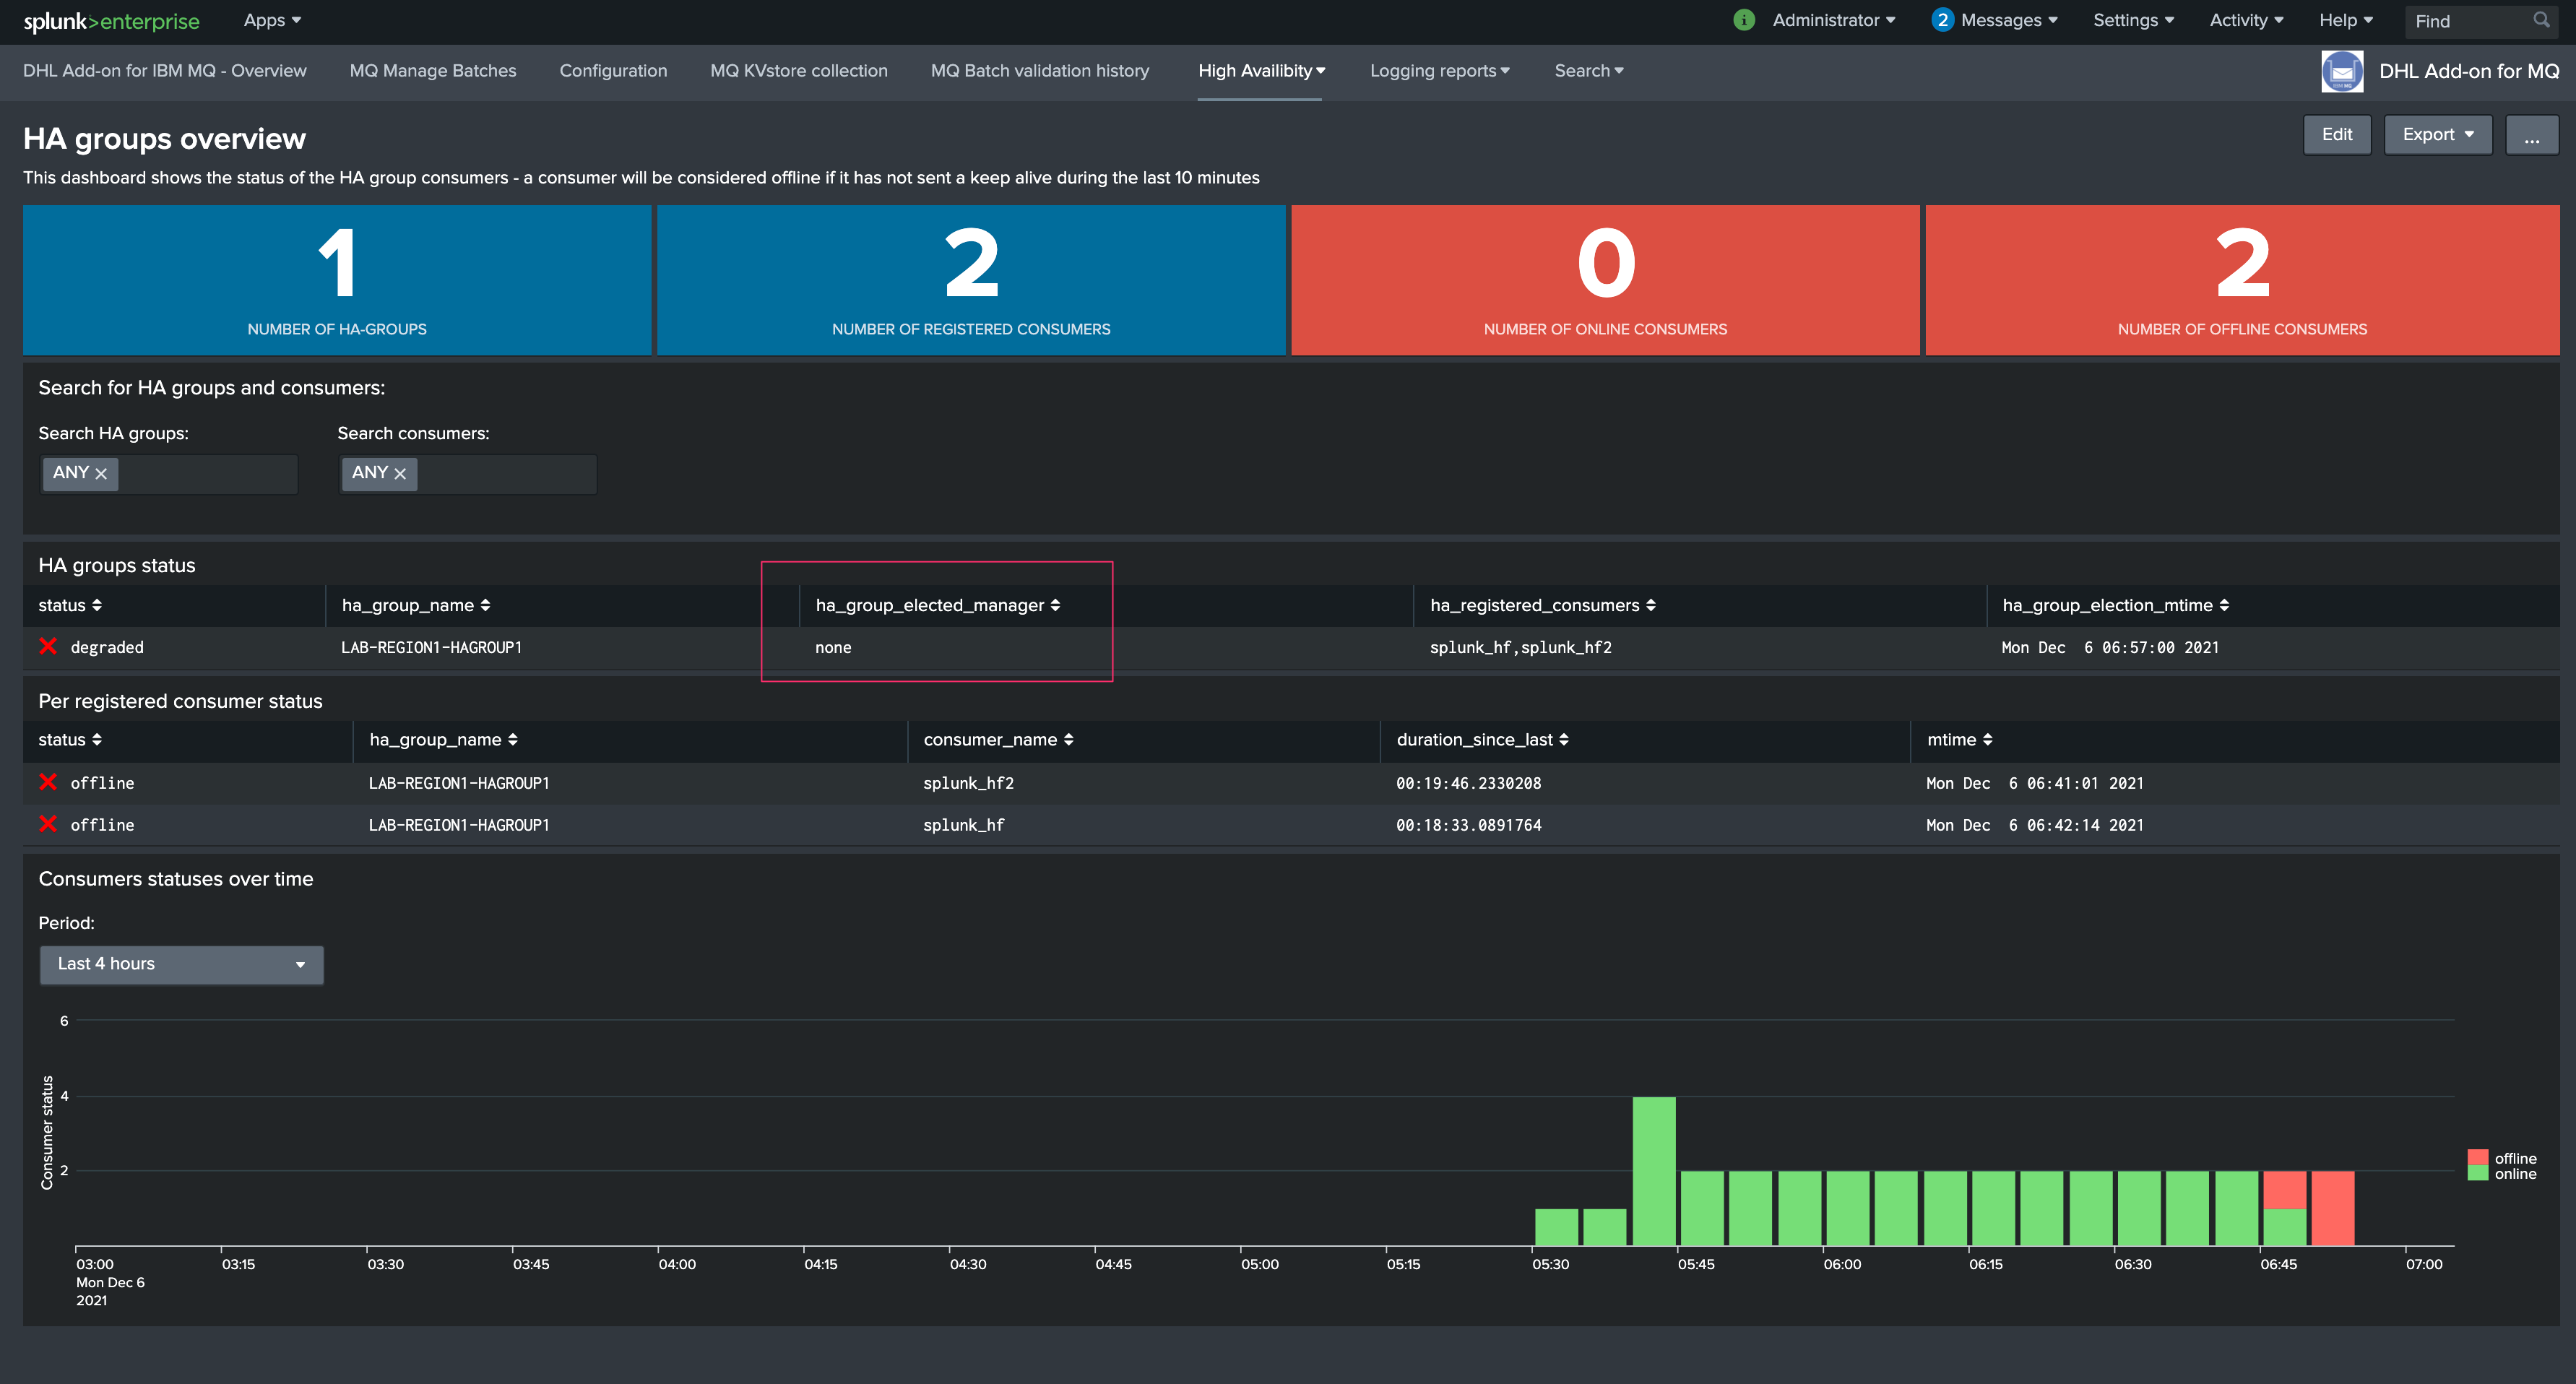 splunk>enterprise Apps i Administrator 2 Messages Settings Activity Help Find
DHL Add-on for IBM MQ - Overview MQ Manage Batches Configuration MQ KVstore collection MQ Batch validation history High Availibity Logging reports Search DHL Add-on for MQ
HA groups overview Edit Export ...
This dashboard shows the status of the HA group consumers - a consumer will be considered offline if it has not sent a keep alive during the last 10 minutes
1 2 0 2
NUMBER OF HA-GROUPS NUMBER OF REGISTERED CONSUMERS NUMBER OF ONLINE CONSUMERS NUMBER OF OFFLINE CONSUMERS
Search for HA groups and consumers:
Search HA groups: Search consumers:
ANY ANY
HA groups status
status ha_group_name ha_group_elected_manager ha_registered_consumers ha_group_election_mtime
degraded LAB-REGION1-HAGROUP1 none splunk_hf,splunk_hf2 Mon Dec 6 06:57:00 2021
Per registered consumer status
status ha_group_name consumer_name duration_since_last mtime
offline LAB-REGION1-HAGROUP1 splunk_hf2 00:19:46.2330208 Mon Dec 6 06:41:01 2021
offline LAB-REGION1-HAGROUP1 splunk_hf 00:18:33.0891764 Mon Dec 6 06:42:14 2021
Consumers statuses over time
Period:
Last 4 hours
6
4
2
Consumer status
offline
online
03:00 03:15 03:30 03:45 04:00 04:15 04:30 04:45 05:00 05:15 05:30 05:45 06:00 06:15 06:30 06:45 07:00
Mon Dec 6
2021